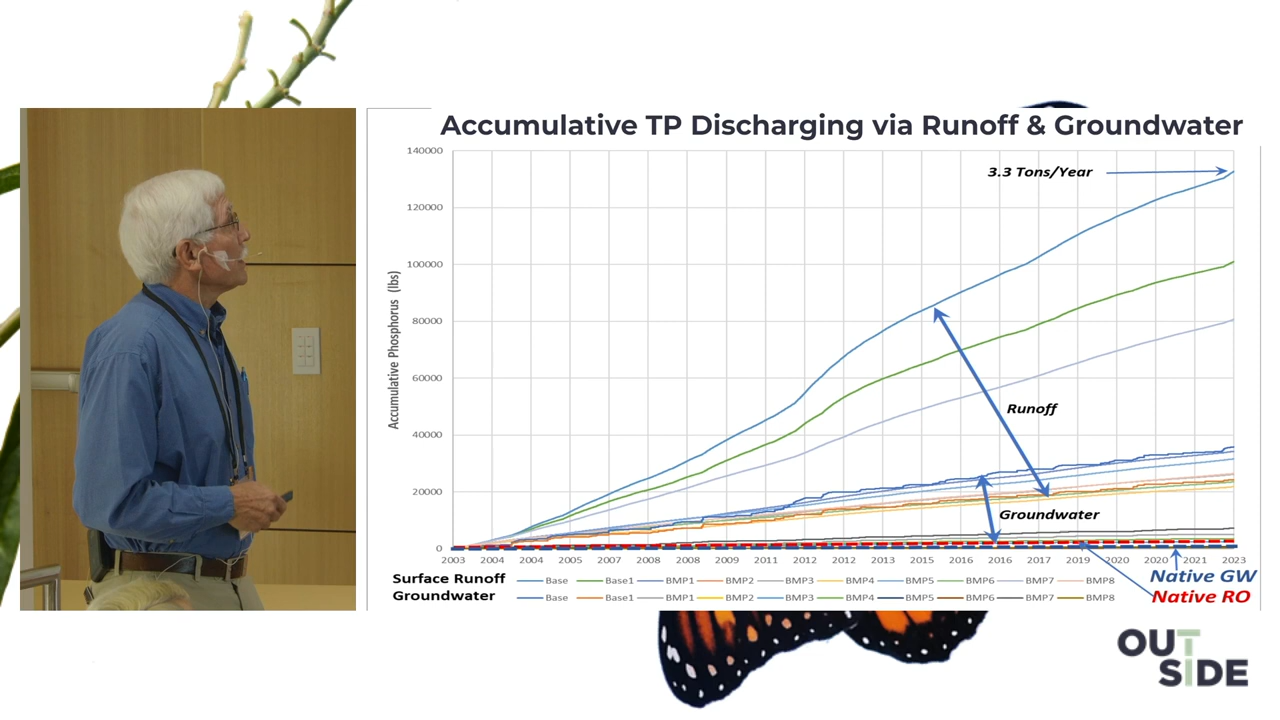 Accumulative TP Discharging via Runoff & Groundwater
140000
120000
100000
80000
60000
40000
20000
0
Accumulative Phosphorus (lbs)
3.3 Tons/Year
Runoff
Groundwater
2003 2004 2004 2005 2007 2008 2008 2009 2011 2012 2012 2013 2015 2016 2016 2017 2019 2020 2020 2021 2023
Surface Runoff Base Base1 BMP1 BMP2 BMP3 BMP4 BMP5 BMP6 BMP7 BMP8
Groundwater Base Base1 BMP1 BMP2 BMP3 BMP4 BMP5 BMP6 BMP7 BMP8
Native GW
Native RO
OUT
SIDE